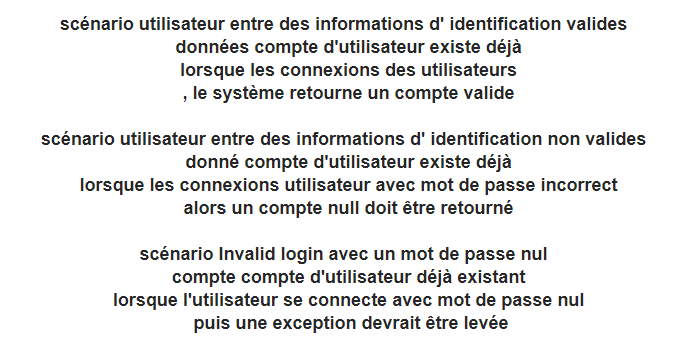 scénario utilisateur entre des informations d' identification valides
données compte d'utilisateur existe déjà
lorsque les connexions des utilisateurs
, le système retourne un compte valide
scénario utilisateur entre des informations d' identification non valides
donné compte d'utilisateur existe déjà
lorsque les connexions utilisateur avec mot de passe incorrect
alors un compte null doit être retourné
scénario Invalid login avec un mot de passe nul
compte compte d'utilisateur déjà existant
lorsque l'utilisateur se connecte avec mot de passe nul
puis une exception devrait être levée